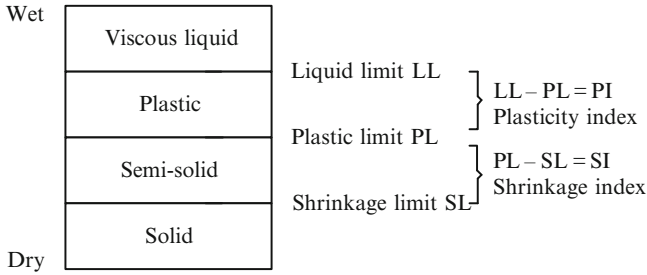 Wet
Viscous liquid
Liquid limit LL
Plastic
LL – PL = PI
Plasticity index
Plastic limit PL
Semi-solid
PL – SL = SI
Shrinkage index
Shrinkage limit SL
Solid
Dry